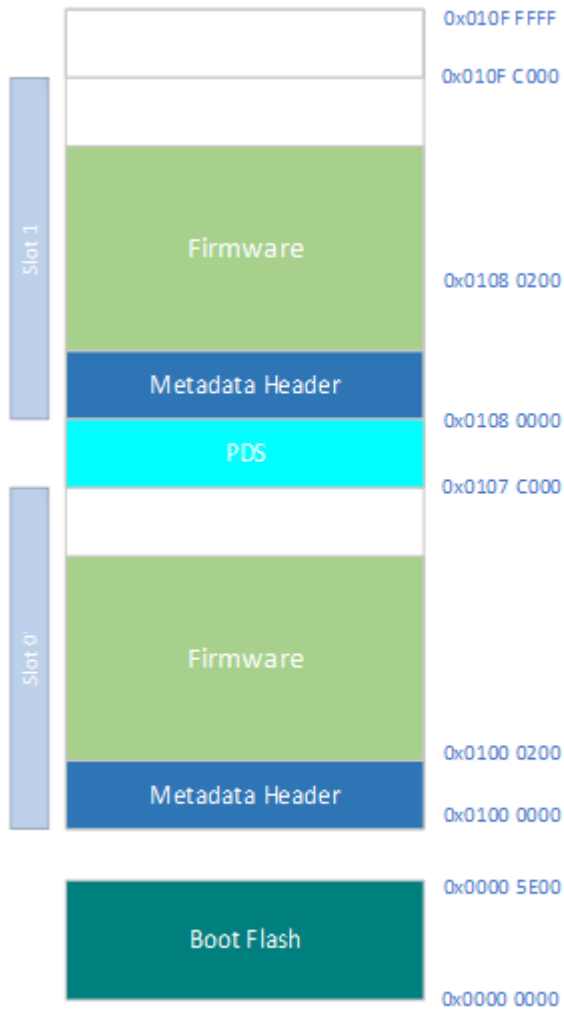 0x010F FFFF
0x010F C000
Slot 1
Firmware
0x0108 0200
Metadata Header
0x0108 0000
PDS
0x0107 C000
Slot 0
Firmware
0x0100 0200
Metadata Header
0x0100 0000
0x0000 5E00
Boot Flash
0x0000 0000